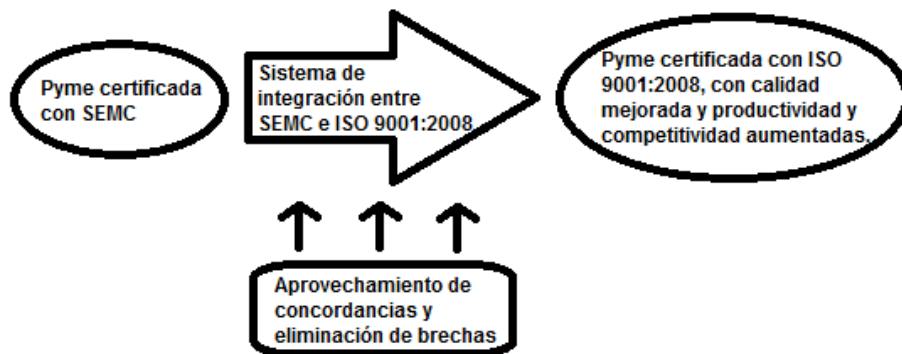 Pyme certificada
con SEMC
Sistema de
integración entre
SEMC e ISO 9001:2008
Pyme certificada con ISO
9001:2008, con calidad
mejorada y productividad y
competitividad aumentadas.
Aprovechamiento de
concordancias y
eliminación de brechas